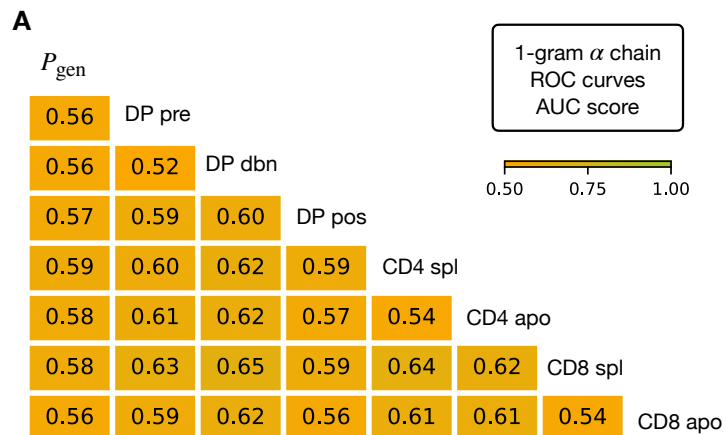 A
P_gen
1-gram α chain
ROC curves
AUC score
0.50 0.75 1.00
0.56 DP pre
0.56 0.52 DP dbn
0.57 0.59 0.60 DP pos
0.59 0.60 0.62 0.59 CD4 spl
0.58 0.61 0.62 0.57 0.54 CD4 apo
0.58 0.63 0.65 0.59 0.64 0.62 CD8 spl
0.56 0.59 0.62 0.56 0.61 0.61 0.54 CD8 apo